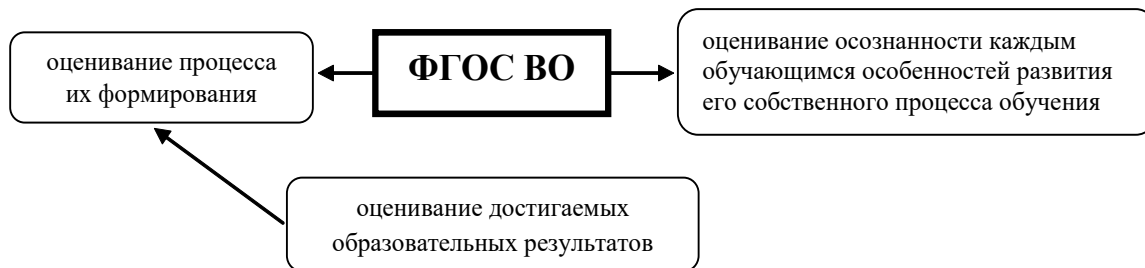 оценивание процесса
их формирования
ФГОС ВО
оценивание осознанности каждым
обучающимся особенностей развития
его собственного процесса обучения
оценивание достигаемых
образовательных результатов